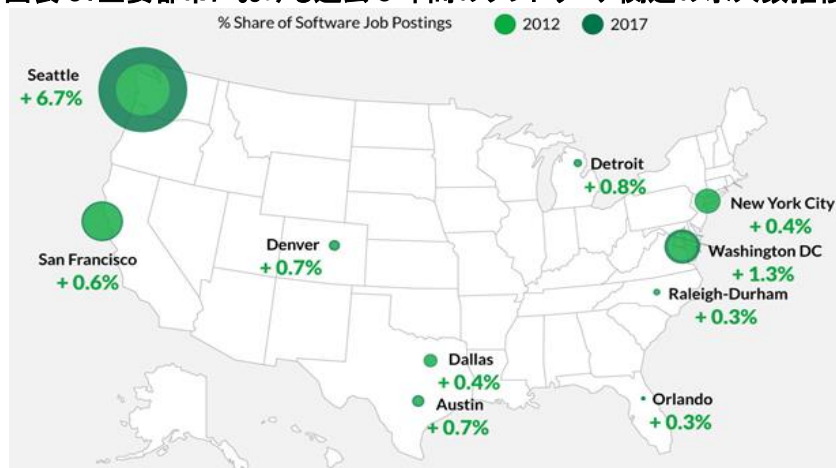 % Share of Software Job Postings 2012 2017
Seattle
+ 6.7%
Detroit
+ 0.8%
New York City
+ 0.4%
San Francisco
+ 0.6%
Denver
+ 0.7%
Washington DC
+ 1.3%
Raleigh-Durham
+ 0.3%
Dallas
+ 0.4%
Austin
+ 0.7%
Orlando
+ 0.3%